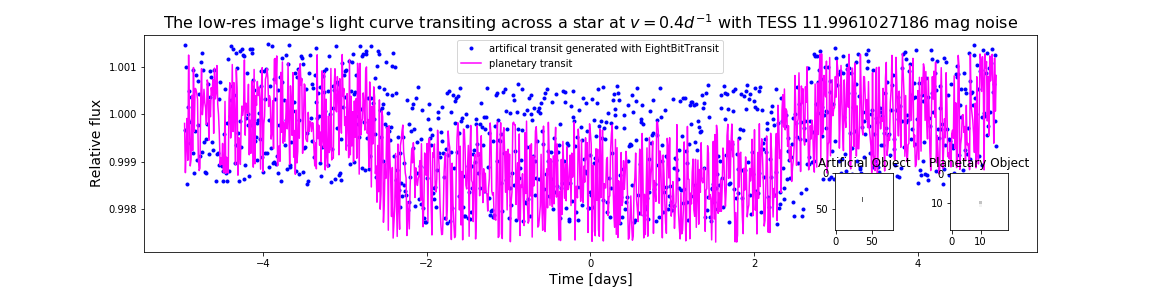 The low-res image's light curve transiting across a star at v = 0.4d⁻¹ with TESS 11.9961027186 mag noise
artifical transit generated with EightBitTransit
planetary transit
Relative flux
1.001
1.000
0.999
0.998
−4
−2
0
2
4
Time [days]
Artificial Object
0
50
0
50
Planetary Object
0
10
0
10